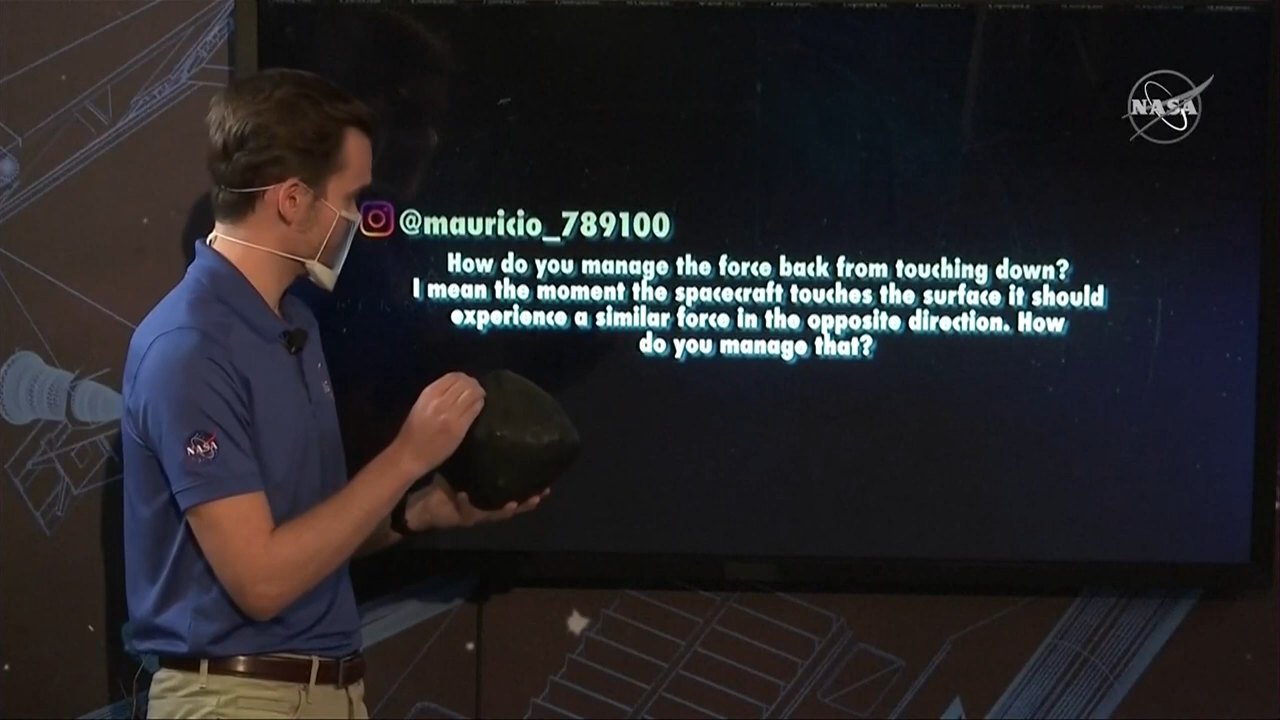 NASA
@mauricio_789100
How do you manage the force back from touching down?
I mean the moment the spacecraft touches the surface it should
experience a similar force in the opposite direction. How
do you manage that?
NASA